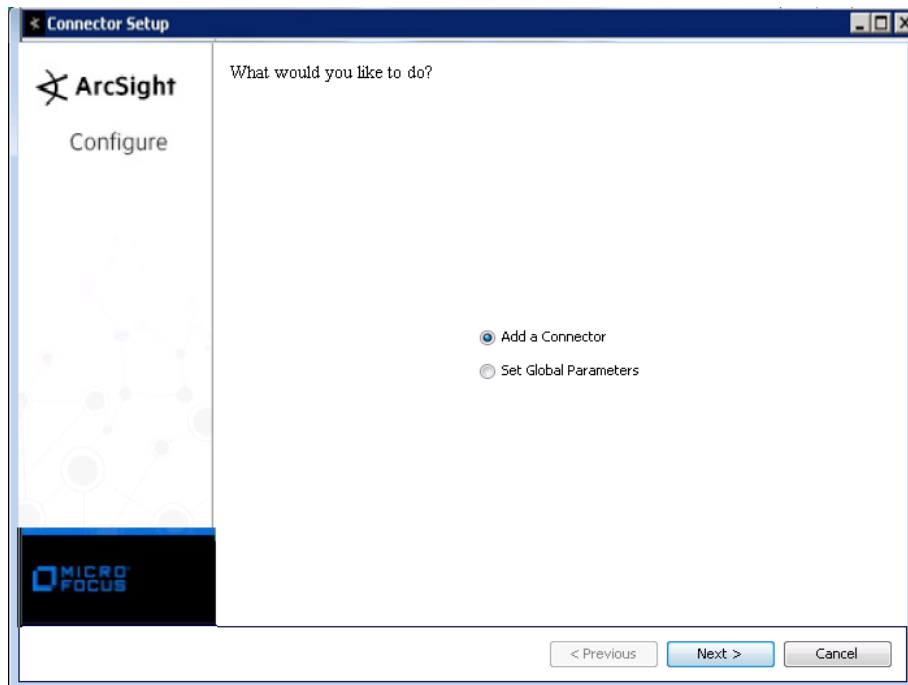 Connector Setup
ArcSight
Configure
What would you like to do?
Add a Connector
Set Global Parameters
MICRO
FOCUS
< Previous
Next >
Cancel